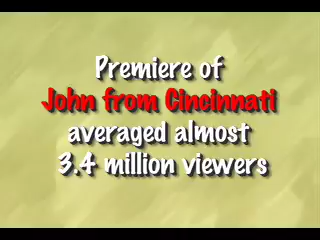 Premiere of
John from Cincinnati
averaged almost
3.4 million viewers